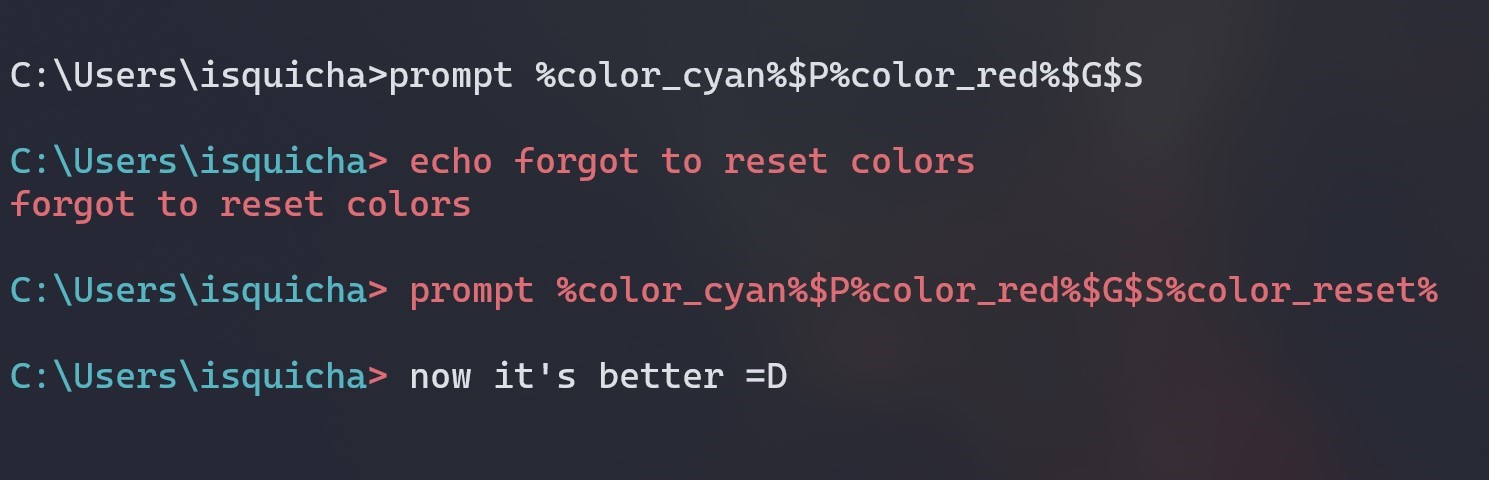 C:\Users\isquicha>prompt %color_cyan%$P%color_red%$G$S
C:\Users\isquicha> echo forgot to reset colors
forgot to reset colors
C:\Users\isquicha> prompt %color_cyan%$P%color_red%$G$S%color_reset%
C:\Users\isquicha> now it's better =D